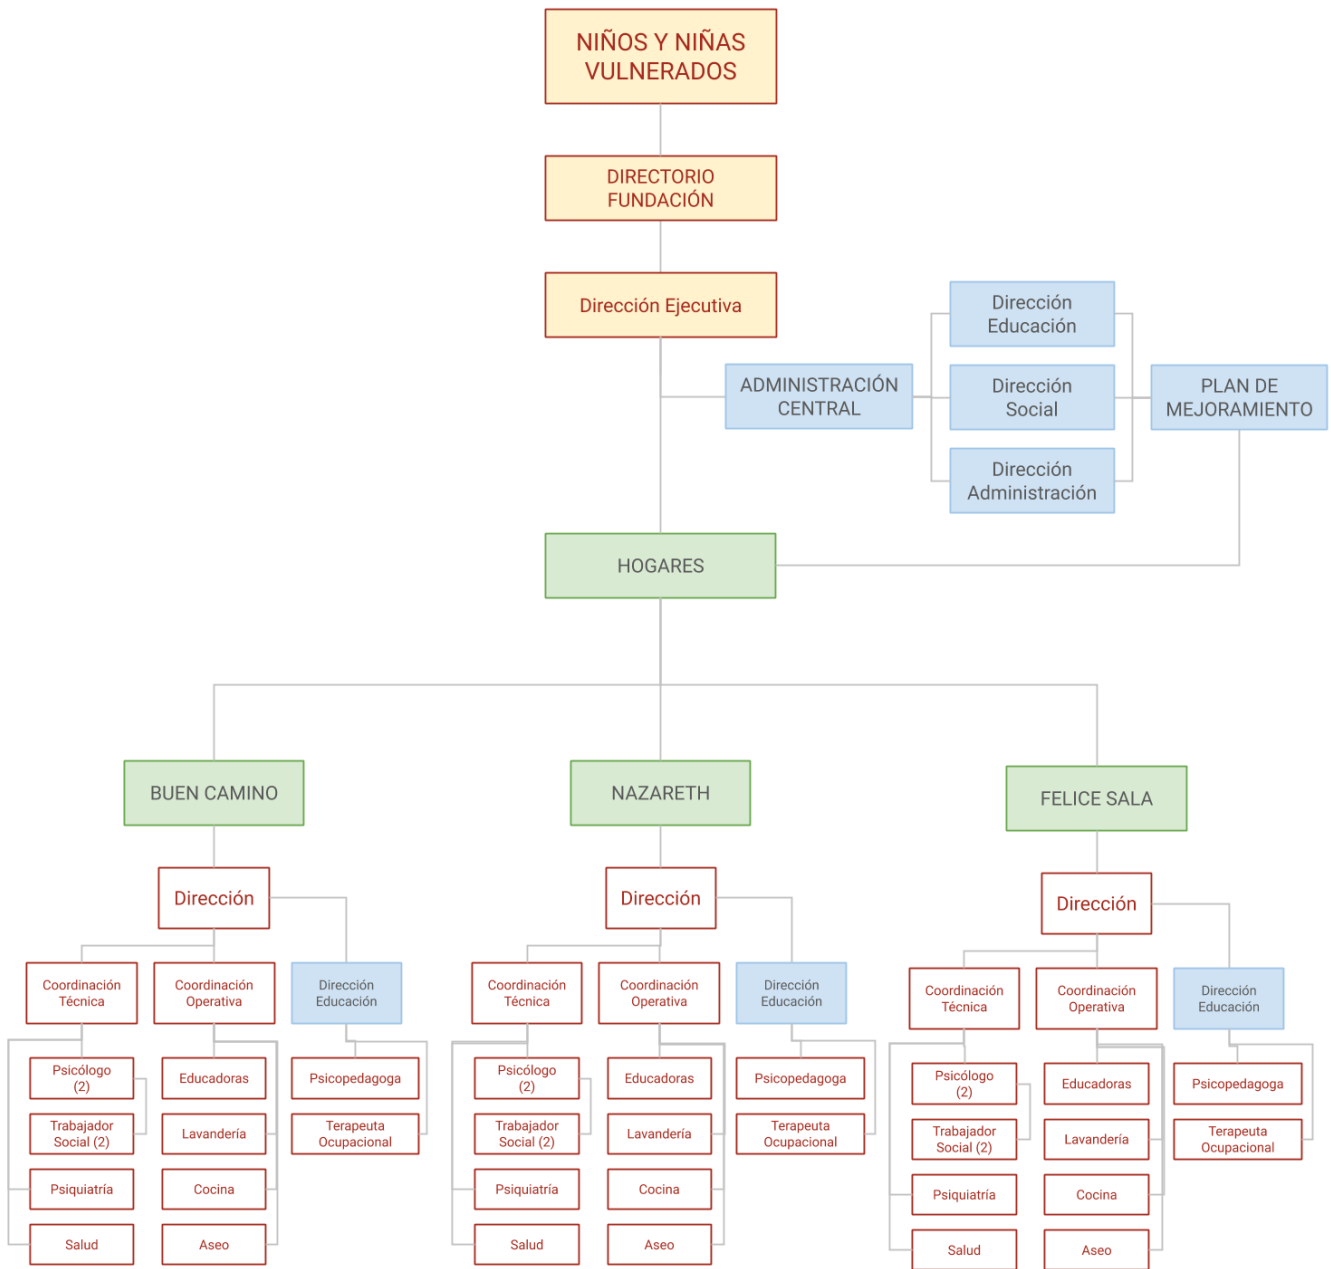 NIÑOS Y NIÑAS
VULNERADOS
DIRECTORIO
FUNDACIÓN
Dirección Ejecutiva
Dirección
Educación
ADMINISTRACIÓN
CENTRAL
Dirección
Social
PLAN DE
MEJORAMIENTO
Dirección
Administración
HOGARES
BUEN CAMINO
NAZARETH
FELICE SALA
Dirección
Coordinación
Técnica
Coordinación
Operativa
Dirección
Educación
Psicólogo
(2)
Educadoras
Psicopedagoga
Trabajador
Social (2)
Lavandería
Terapeuta
Ocupacional
Psiquiatría
Cocina
Salud
Aseo
Dirección
Coordinación
Técnica
Coordinación
Operativa
Dirección
Educación
Psicólogo
(2)
Educadoras
Psicopedagoga
Trabajador
Social (2)
Lavandería
Terapeuta
Ocupacional
Psiquiatría
Cocina
Salud
Aseo
Dirección
Coordinación
Técnica
Coordinación
Operativa
Dirección
Educación
Psicólogo
(2)
Educadoras
Psicopedagoga
Trabajador
Social (2)
Lavandería
Terapeuta
Ocupacional
Psiquiatría
Cocina
Salud
Aseo